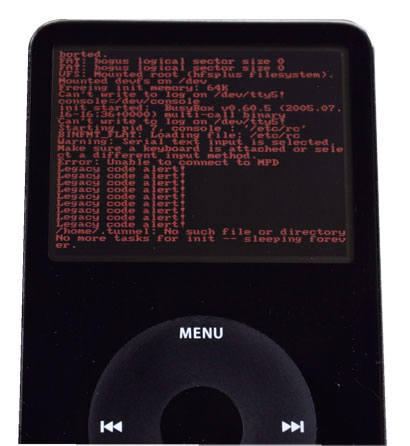 borted.
FAT: bogus logical sector size 0
FAT: bogus logical sector size 0
VFS: Mounted root (hfsplus filesystem).
Mounted devfs on /dev
Freeing init memory: 64K
Can't write to log on /dev/tty5!
console=/dev/console
init started:  BusyBox v0.60.5 (2005.07.
16-16:36+0000) multi-call binary
Can't write to log on /dev/tty5!
Starting pid 7, console : '/etc/rc'
BINFMT_FLAT: Loading file: /etc/rc
Warning: Serial text input is selected.
Make sure a keyboard is attached or sele
ct a different input method.
Error: Unable to connect to MPD
Legacy code alert!
Legacy code alert!
Legacy code alert!
Legacy code alert!
Legacy code alert!
Legacy code alert!
/home/.tunnel: No such file or directory
No more tasks for init -- sleeping forev
er.
MENU